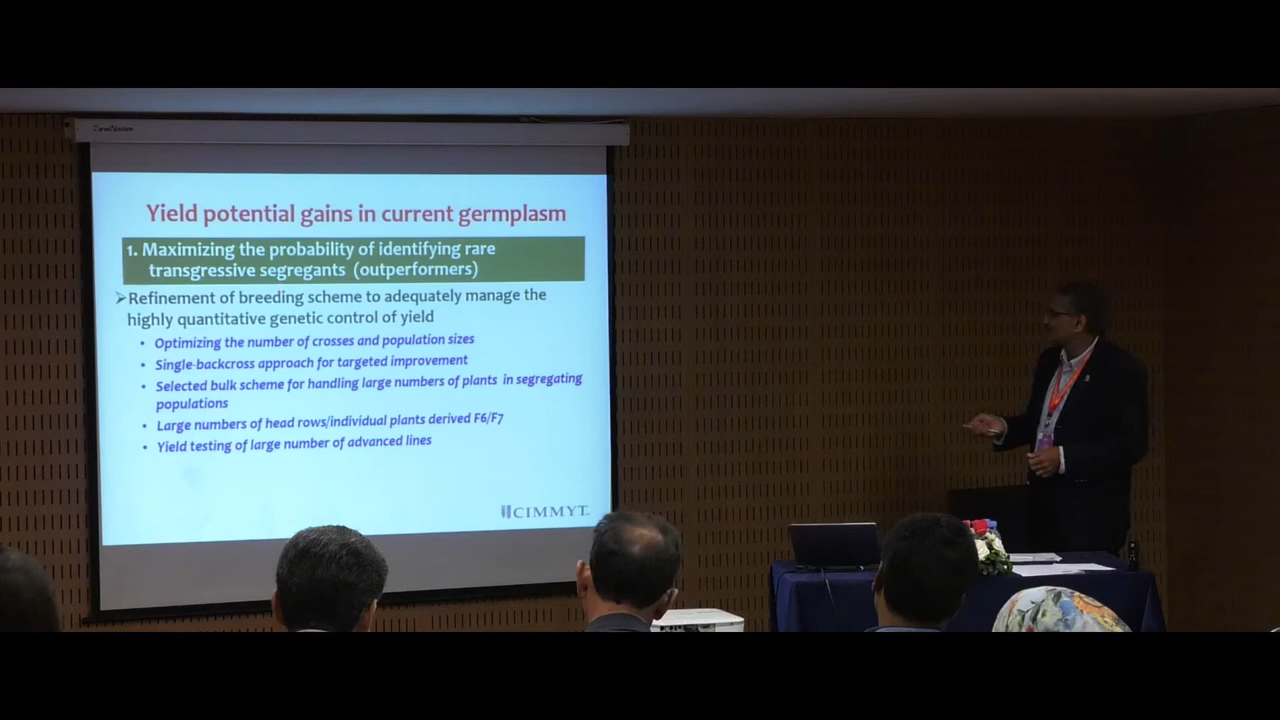 Yield potential gains in current germplasm
1. Maximizing the probability of identifying rare
transgressive segregants (outperformers)
➢Refinement of breeding scheme to adequately manage the
highly quantitative genetic control of yield
• Optimizing the number of crosses and population sizes
• Single-backcross approach for targeted improvement
• Selected bulk scheme for handling large numbers of plants in segregating
populations
• Large numbers of head rows/individual plants derived F6/F7
• Yield testing of large number of advanced lines
CIMMYT